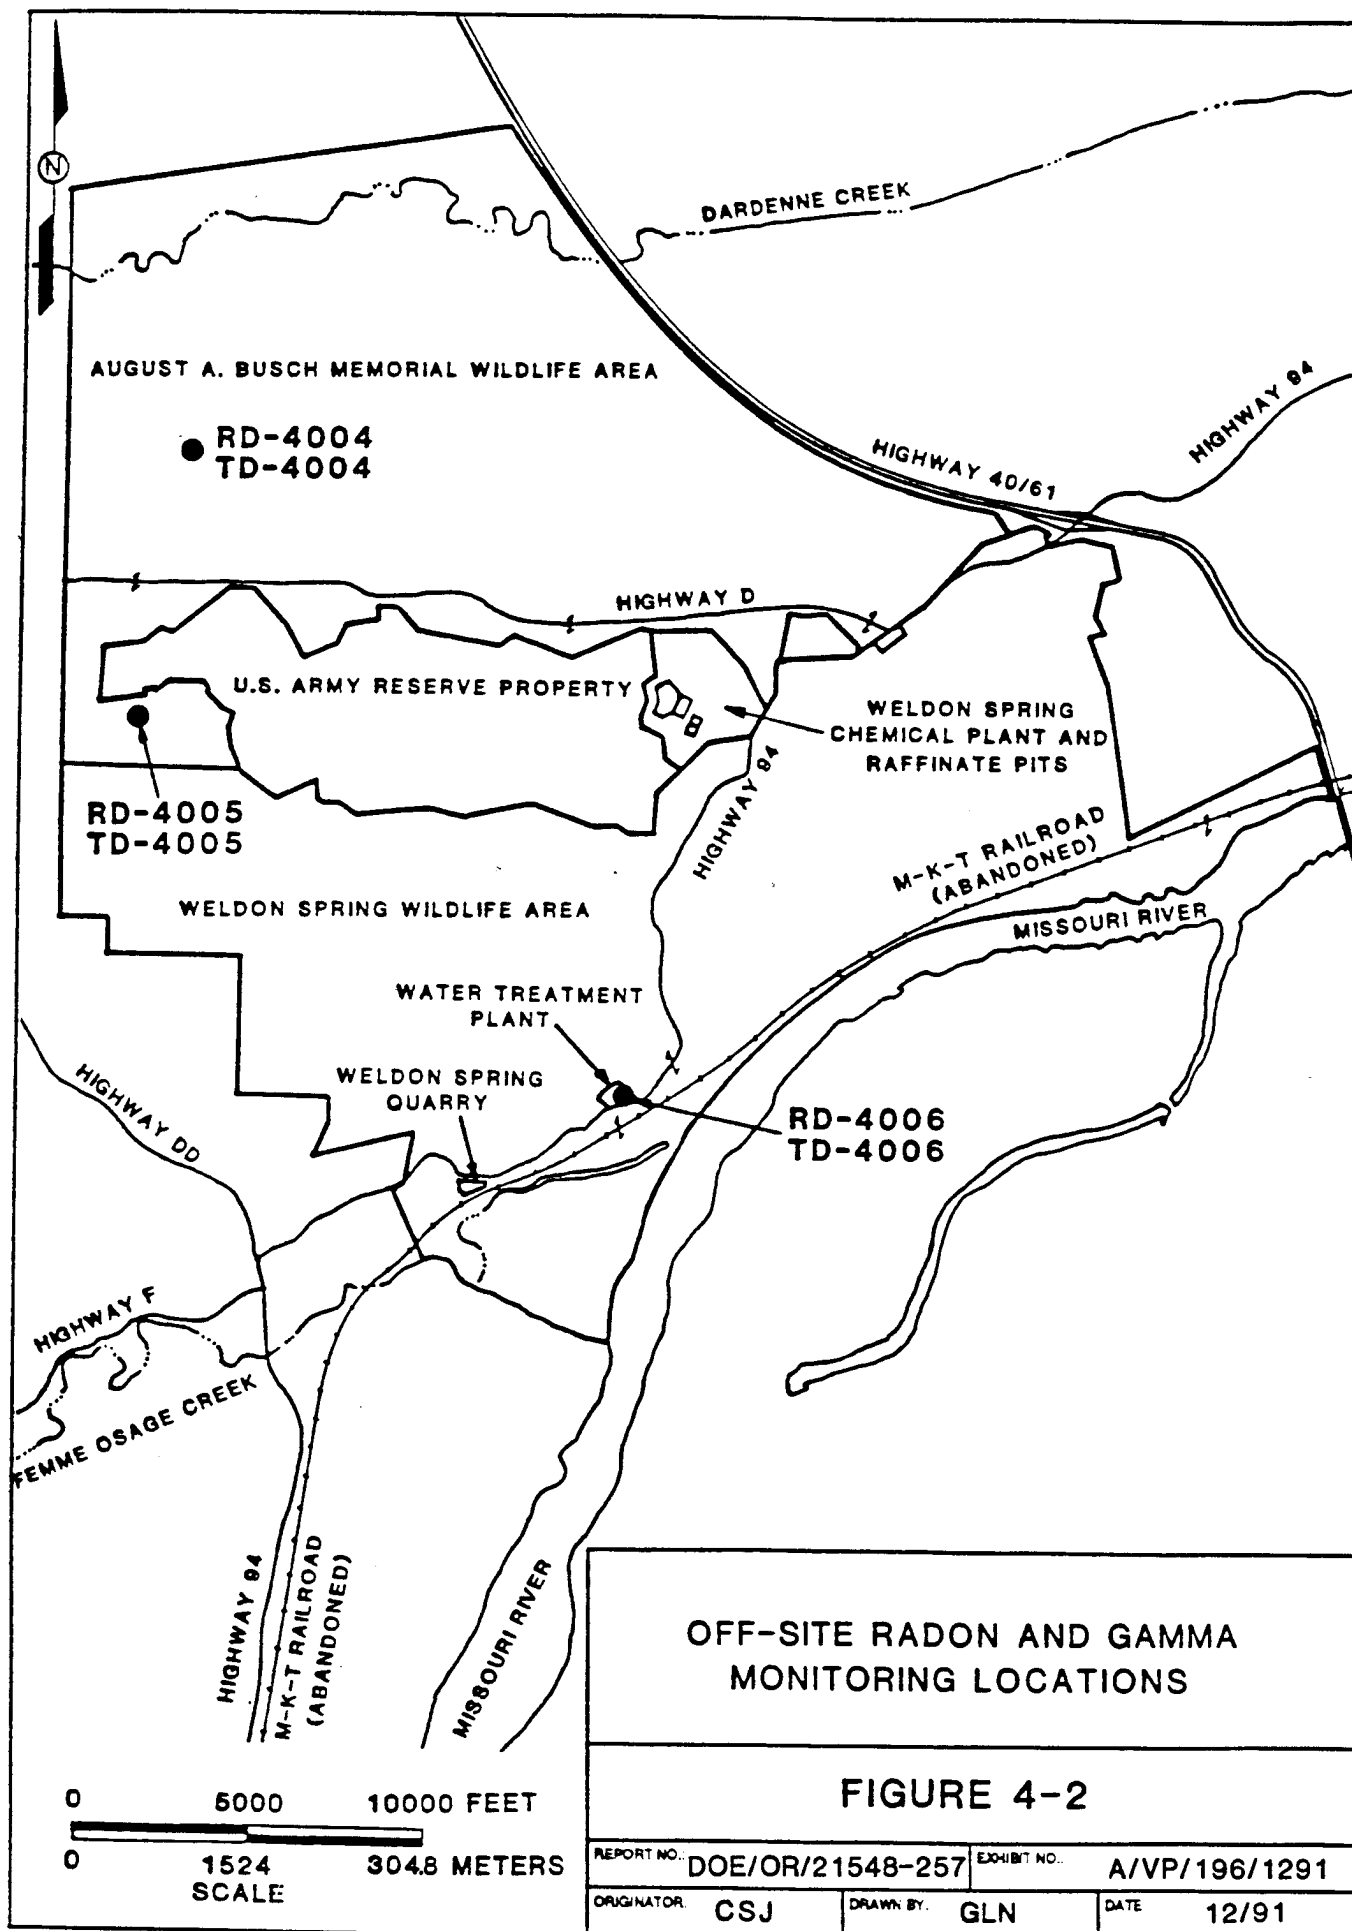 N
DARDENNE CREEK
AUGUST A. BUSCH MEMORIAL WILDLIFE AREA
RD-4004
TD-4004
HIGHWAY 94
HIGHWAY 40/61
HIGHWAY D
U.S. ARMY RESERVE PROPERTY
WELDON SPRING
CHEMICAL PLANT AND
RAFFINATE PITS
RD-4005
TD-4005
HIGHWAY 94
M-K-T RAILROAD
(ABANDONED)
WELDON SPRING WILDLIFE AREA
MISSOURI RIVER
WATER TREATMENT
PLANT
WELDON SPRING
QUARRY
HIGHWAY DD
RD-4006
TD-4006
HIGHWAY F
FEMME OSAGE CREEK
HIGHWAY 94
M-K-T RAILROAD
(ABANDONED)
MISSOURI RIVER
OFF-SITE RADON AND GAMMA
MONITORING LOCATIONS
FIGURE 4-2
0 5000 10000 FEET
0 1524 3048 METERS
SCALE
REPORT NO.: DOE/OR/21548-257 EXHIBIT NO.: A/VP/196/1291
ORIGINATOR: CSJ DRAWN BY: GLN DATE 12/91